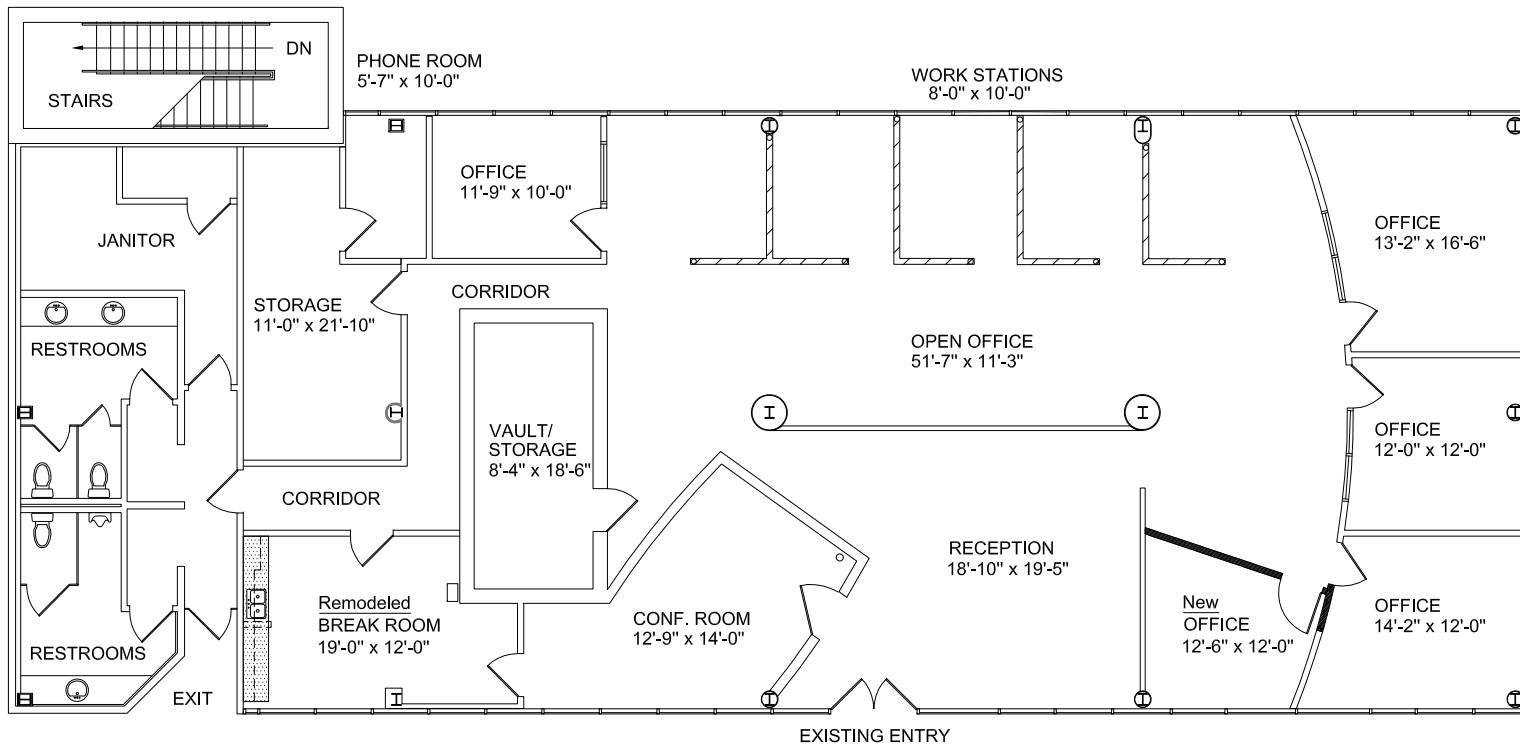 DN
STAIRS
PHONE ROOM
5'-7" x 10'-0"
WORK STATIONS
8'-0" x 10'-0"
OFFICE
11'-9" x 10'-0"
JANITOR
OFFICE
13'-2" x 16'-6"
STORAGE
11'-0" x 21'-10"
CORRIDOR
OPEN OFFICE
51'-7" x 11'-3"
RESTROOMS
VAULT/
STORAGE
8'-4" x 18'-6"
OFFICE
12'-0" x 12'-0"
CORRIDOR
RECEPTION
18'-10" x 19'-5"
Remodeled
BREAK ROOM
19'-0" x 12'-0"
CONF. ROOM
12'-9" x 14'-0"
New
OFFICE
12'-6" x 12'-0"
OFFICE
14'-2" x 12'-0"
RESTROOMS
EXIT
EXISTING ENTRY